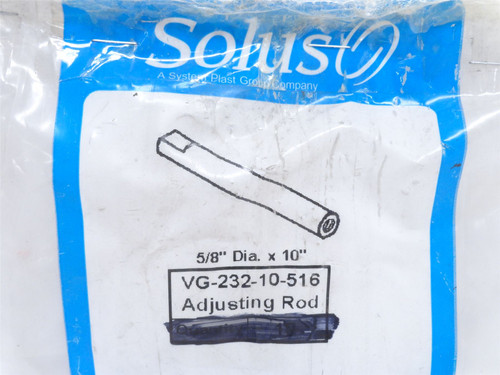 Solus
A System Plast Group Company
5/8" Dia. x 10"
VG-232-10-516
Adjusting Rod